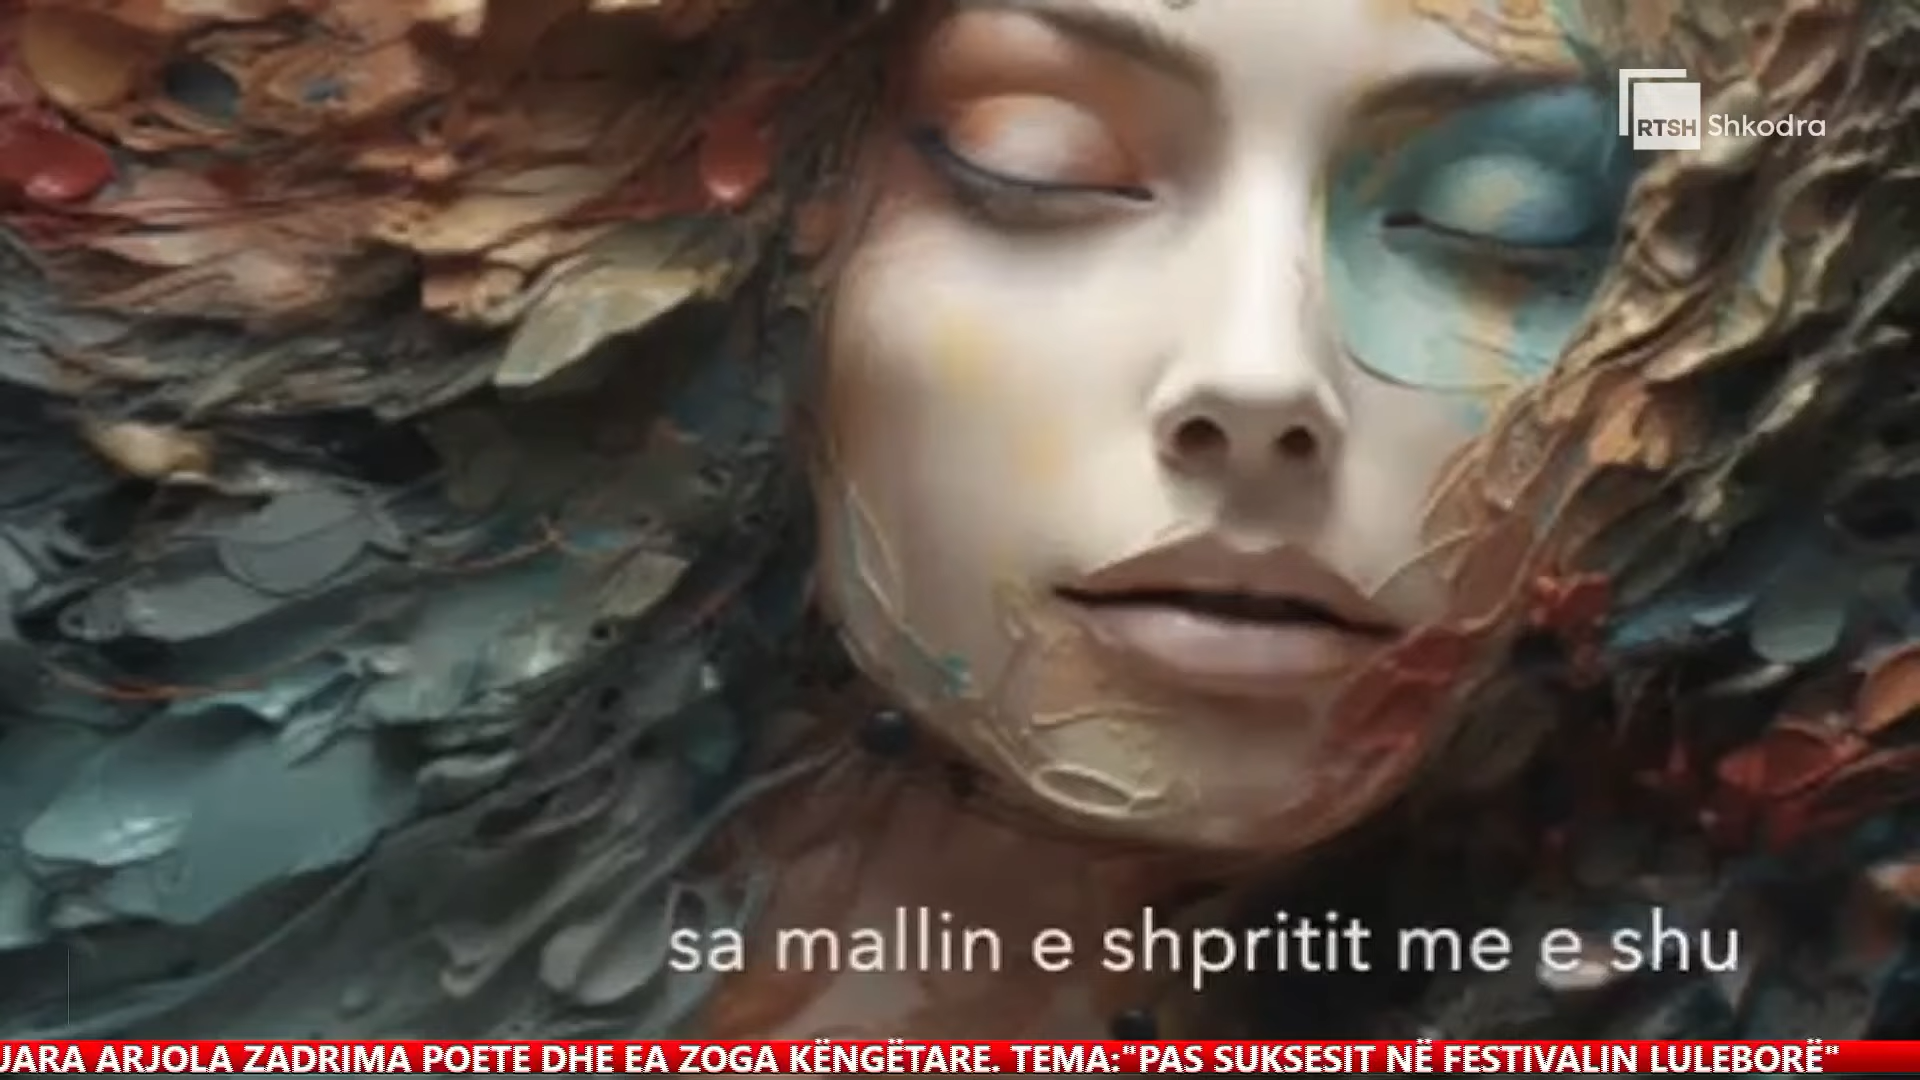 RTSH Shkodra
sa mallin e shpritit me e shu
JARA ARJOLA ZADRIMA POETE DHE EA ZOGA KËNGËTARE. TEMA:"PAS SUKSESIT NË FESTIVALIN LULEBORË"